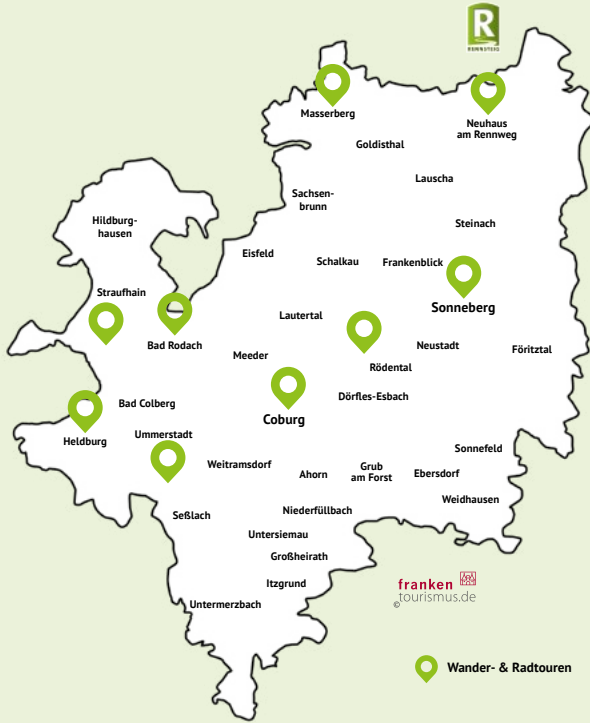 R
RENNSTEIG
Masserberg
Neuhaus
am Rennweg
Goldisthal
Lauscha
Sachsen-
brunn
Hildburg-
hausen
Steinach
Eisfeld
Schalkau
Frankenblick
Straufhain
Sonneberg
Lautertal
Bad Rodach
Neustadt
Föritztal
Meeder
Rödental
Dörfles-Esbach
Bad Colberg
Coburg
Heldburg
Ummerstadt
Sonnefeld
Weitramsdorf
Ahorn
Grub
am Forst
Ebersdorf
Weidhausen
Seßlach
Niederfüllbach
Untersiemau
Großheirath
Itzgrund
Untermerzbach
franken
© tourismus.de
Wander- & Radtouren